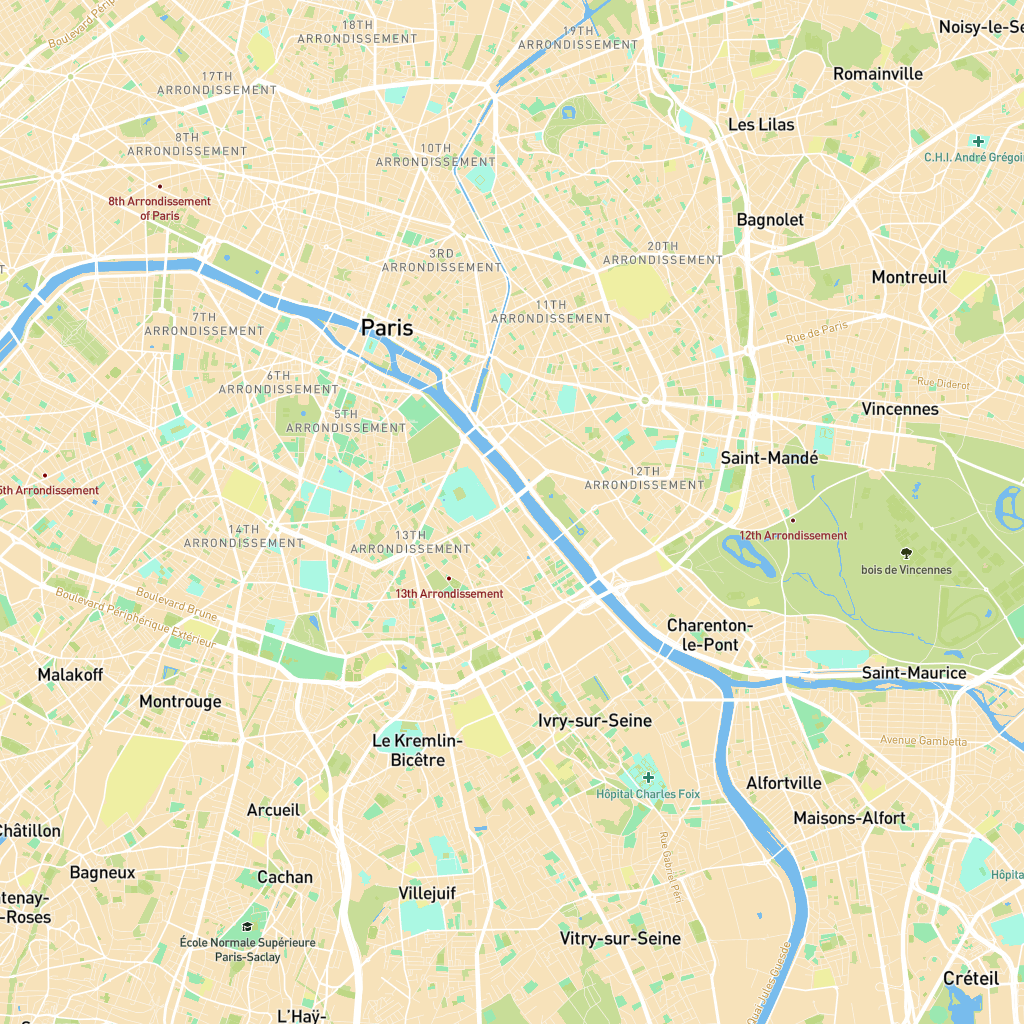 Boulevard Périp
18TH
ARRONDISSEMENT
19TH
ARRONDISSEMENT
Noisy-le-Se
Romainville
17TH
ARRONDISSEMENT
Les Lilas
8TH
ARRONDISSEMENT
10TH
ARRONDISSEMENT
C.H.I. André Grégoir
8th Arrondissement
of Paris
Bagnolet
3RD
ARRONDISSEMENT
20TH
ARRONDISSEMENT
T
Montreuil
11TH
ARRONDISSEMENT
7TH
ARRONDISSEMENT
Paris
Rue de Paris
6TH
ARRONDISSEMENT
Rue Diderot
5TH
ARRONDISSEMENT
Vincennes
Saint-Mandé
12TH
ARRONDISSEMENT
5th Arrondissement
14TH
ARRONDISSEMENT
13TH
ARRONDISSEMENT
12th Arrondissement
bois de Vincennes
13th Arrondissement
Boulevard Brune
Boulevard Périphérique Extérieur
Charenton-
le-Pont
Malakoff
Saint-Maurice
Montrouge
Ivry-sur-Seine
Le Kremlin-
Bicêtre
Avenue Gambetta
Alfortville
Hôpital Charles Foix
Arcueil
Maisons-Alfort
Châtillon
Rue Gabriel Péri
Bagneux
Cachan
Villejuif
Hôpita
tenay-
-Roses
École Normale Supérieure
Paris-Saclay
Vitry-sur-Seine
Quai Jules Guesde
Créteil
L'Haÿ-